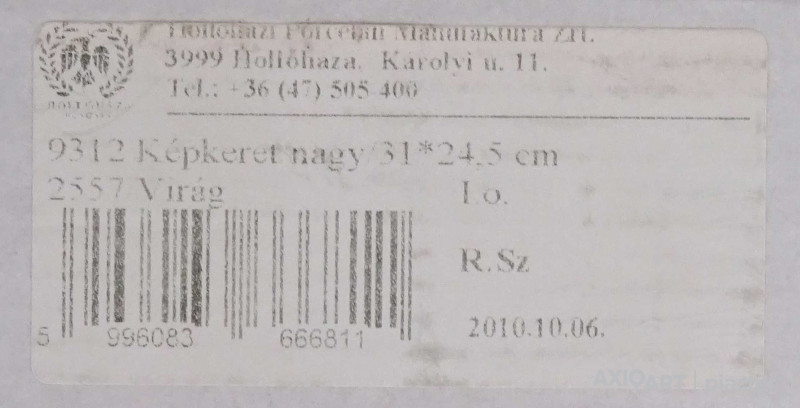 Hollóházi Porcelán Manufaktúra Zrt.
3999 Hollóháza, Károlyi u. 11.
Tel.: +36 (47) 505-400
HOLLÓHÁZA
9312 Képkeret nagy 31*24,5 cm
2557 Virág
I.o.
R.Sz
2010.10.06.
5 996083 666811